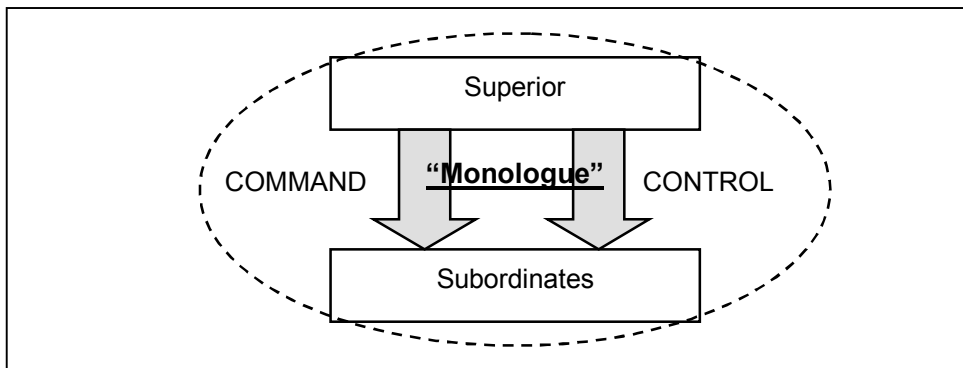 Superior
COMMAND “Monologue” CONTROL
Subordinates